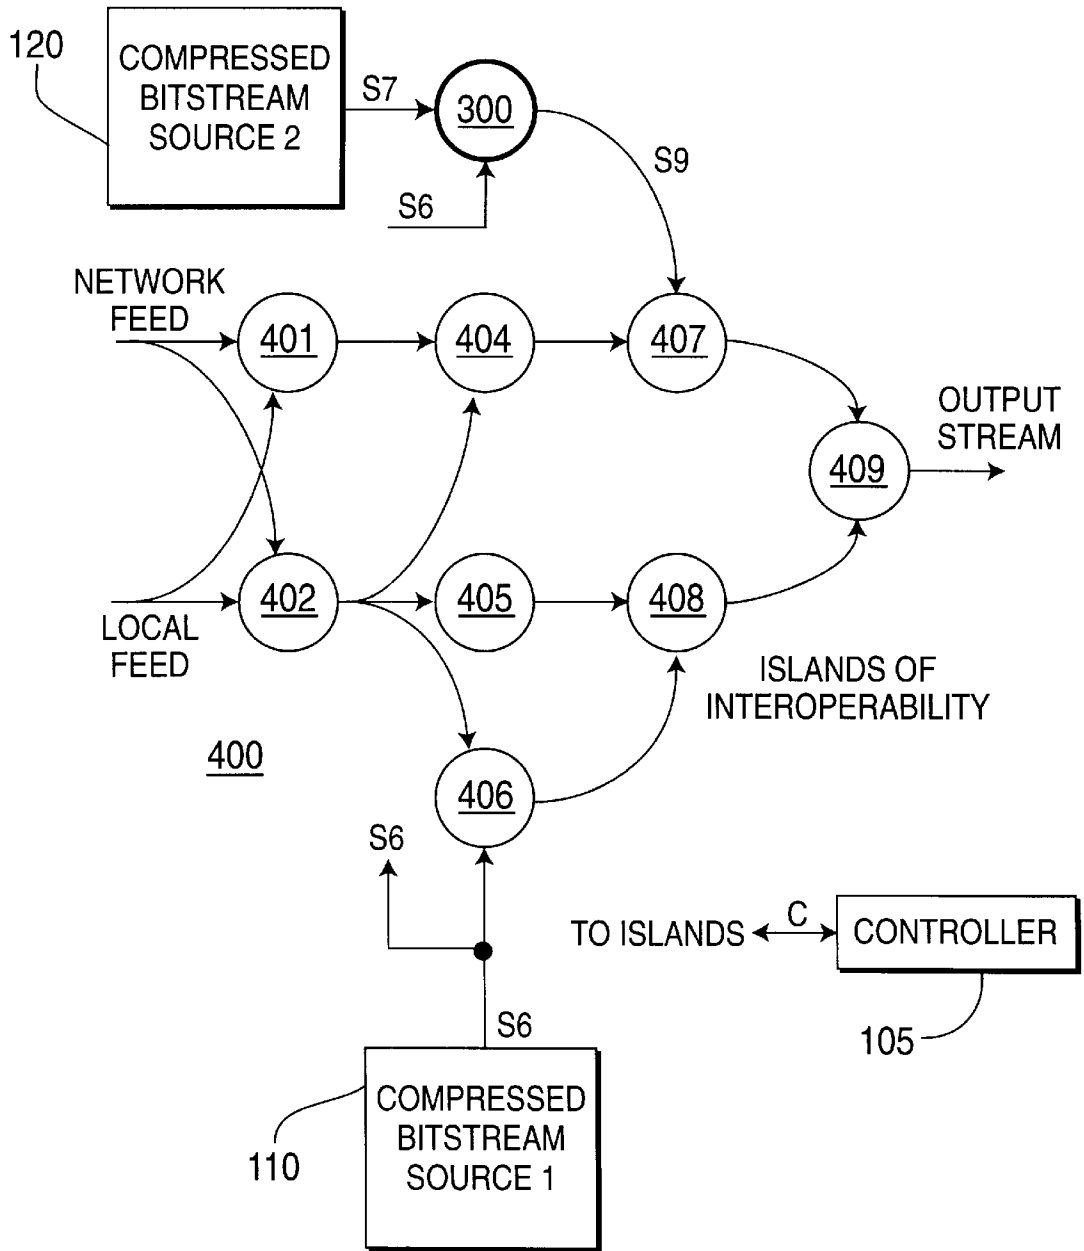 120
COMPRESSED
BITSTREAM
SOURCE 2
S7
300
S9
S6
NETWORK
FEED
401
404
407
OUTPUT
STREAM
409
402
405
408
LOCAL
FEED
ISLANDS OF
INTEROPERABILITY
400
406
S6
TO ISLANDS
C
CONTROLLER
105
S6
COMPRESSED
BITSTREAM
SOURCE 1
110